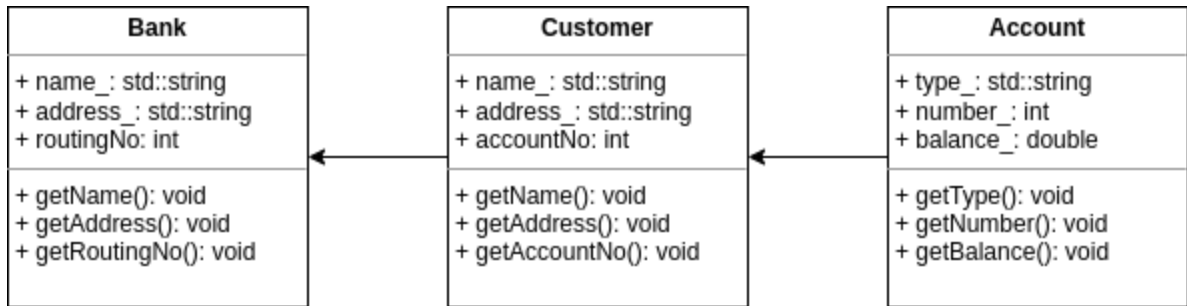 Bank
+ name_: std::string
+ address_: std::string
+ routingNo: int
+ getName(): void
+ getAddress(): void
+ getRoutingNo(): void
Customer
+ name_: std::string
+ address_: std::string
+ accountNo: int
+ getName(): void
+ getAddress(): void
+ getAccountNo(): void
Account
+ type_: std::string
+ number_: int
+ balance_: double
+ getType(): void
+ getNumber(): void
+ getBalance(): void